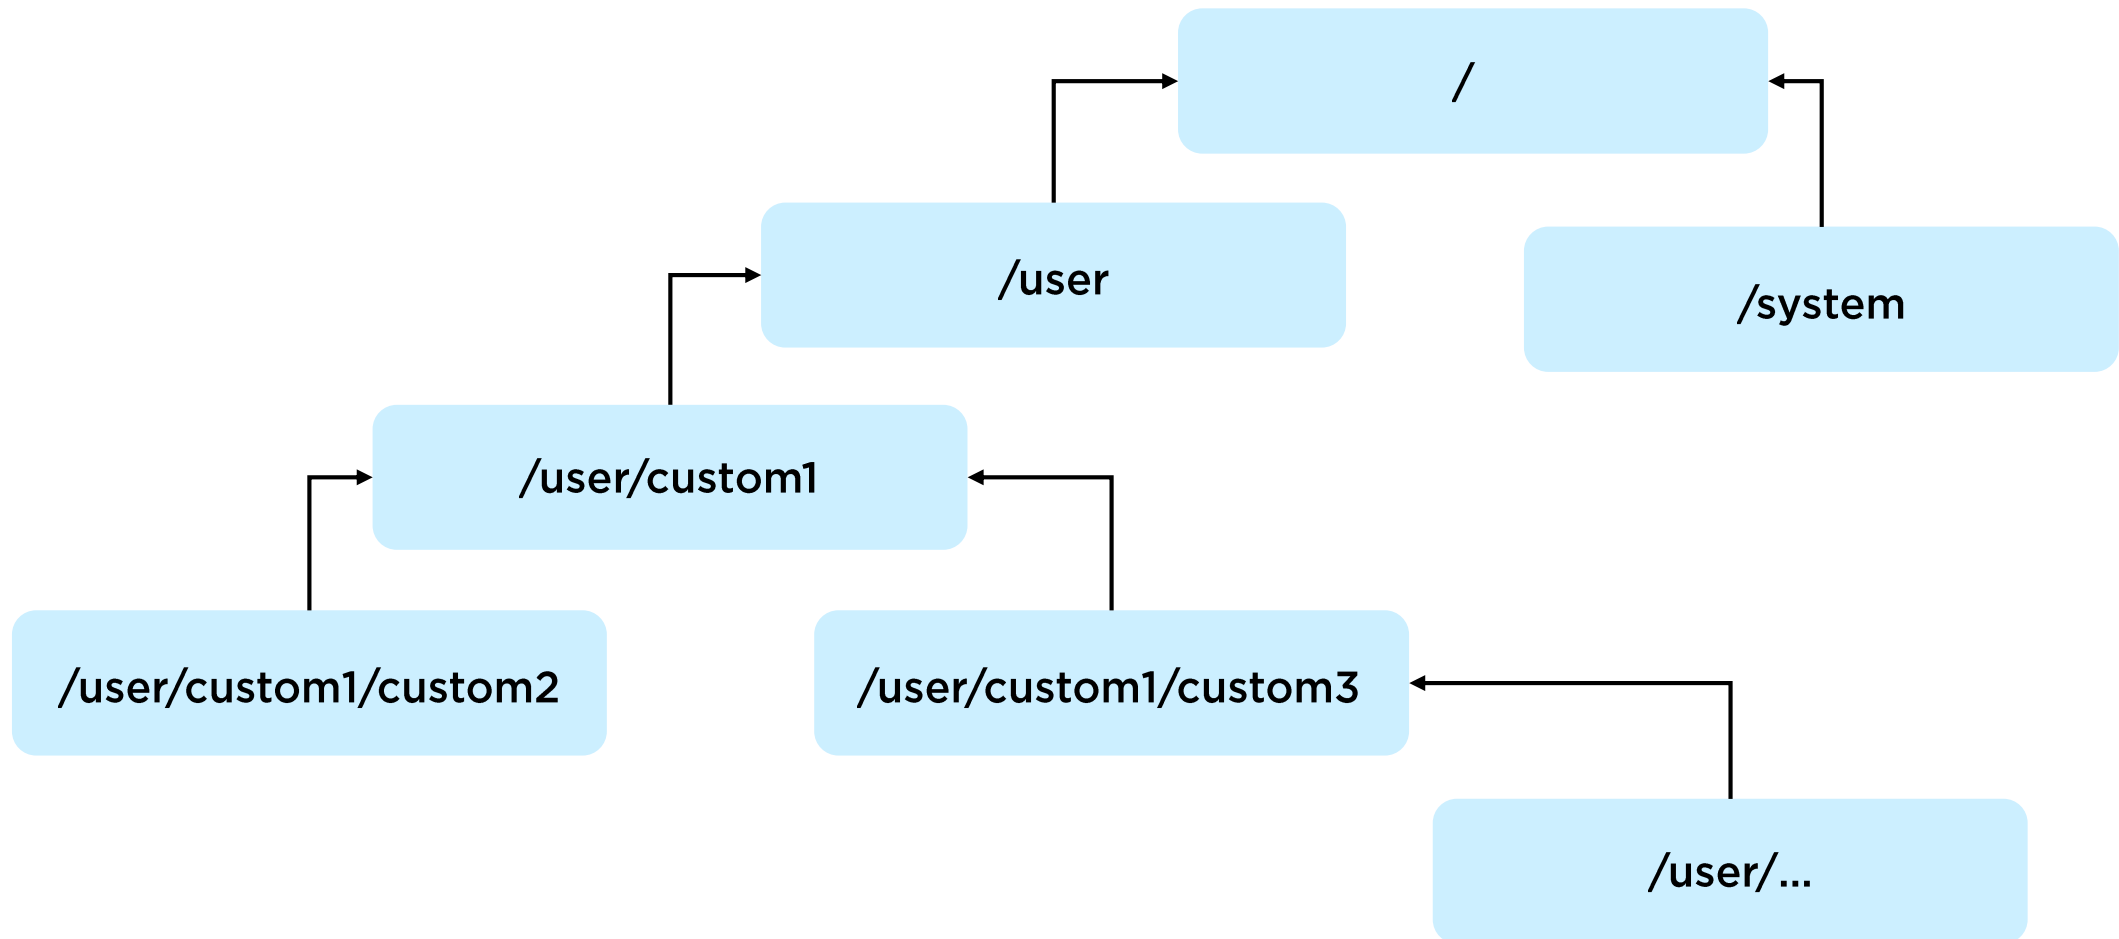 /
/user
/system
/user/custom1
/user/custom1/custom2
/user/custom1/custom3
/user/...